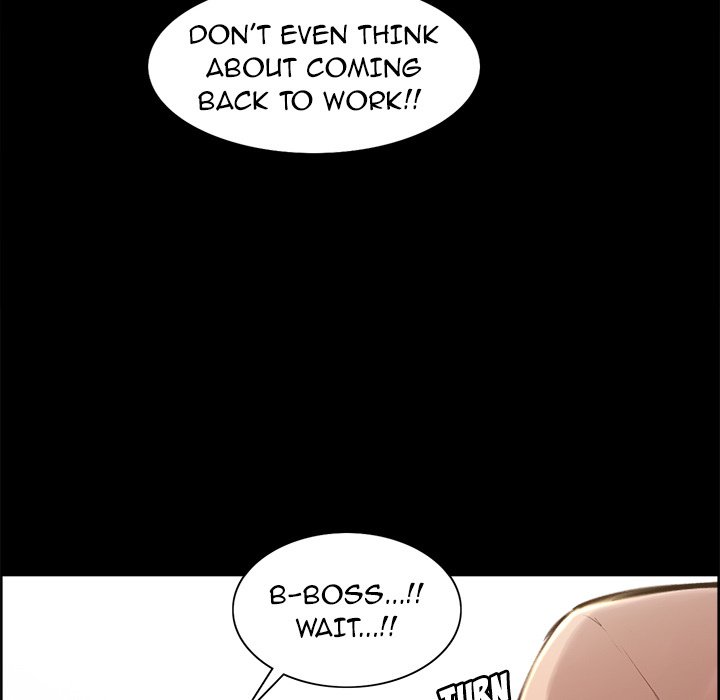 DON'T EVEN THINK
ABOUT COMING
BACK TO WORK!!
B-BOSS...!!
WAIT...!!
TURN